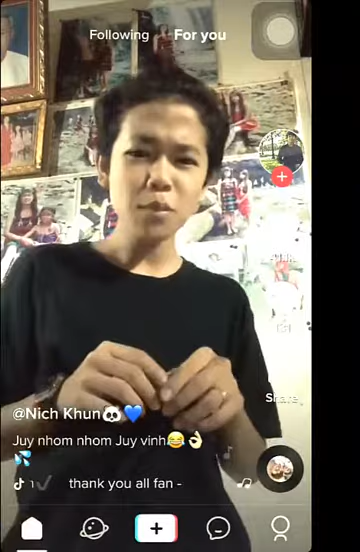 Following For you
Share
@Nich Khun🐼💙
Juy nhom nhom Juy vinh😂👌
💦
thank you all fan -